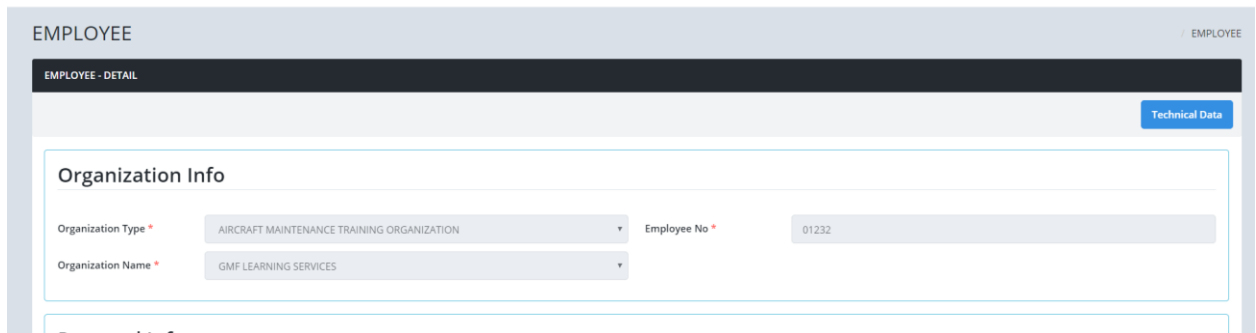 EMPLOYEE
/ EMPLOYEE
EMPLOYEE - DETAIL
Technical Data
Organization Info
Organization Type * AIRCRAFT MAINTENANCE TRAINING ORGANIZATION Employee No * 01232
Organization Name * GMF LEARNING SERVICES